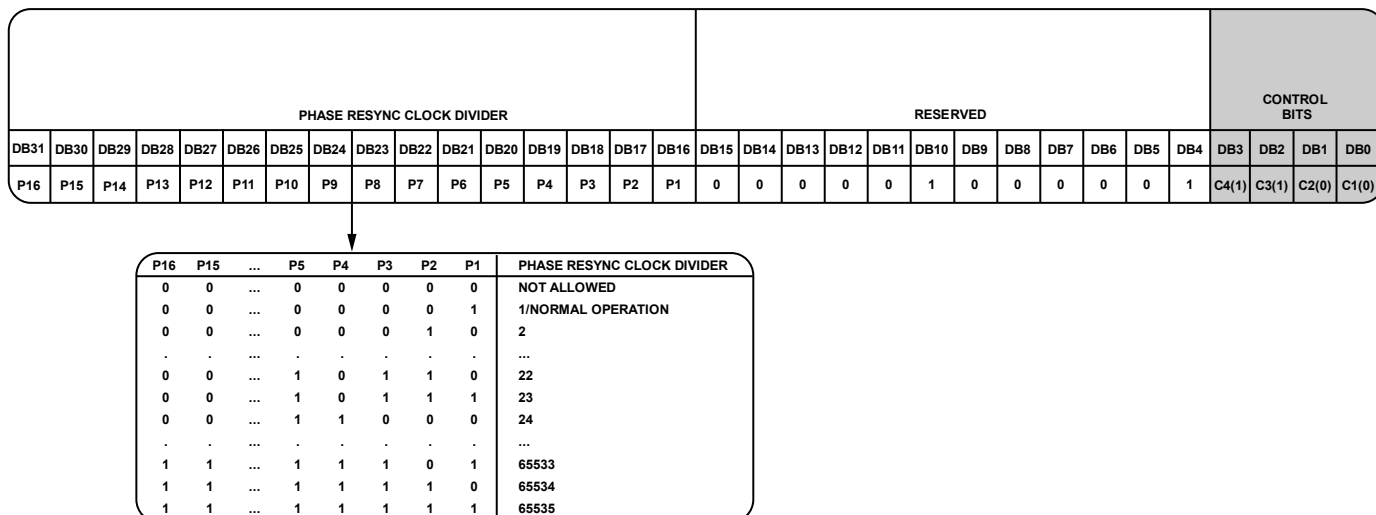 PHASE RESYNC CLOCK DIVIDER RESERVED CONTROL BITS
DB31 DB30 DB29 DB28 DB27 DB26 DB25 DB24 DB23 DB22 DB21 DB20 DB19 DB18 DB17 DB16 DB15 DB14 DB13 DB12 DB11 DB10 DB9 DB8 DB7 DB6 DB5 DB4 DB3 DB2 DB1 DB0
P16 P15 P14 P13 P12 P11 P10 P9 P8 P7 P6 P5 P4 P3 P2 P1 0 0 0 0 0 1 0 0 0 0 0 1 C4(1) C3(1) C2(0) C1(0)
P16 P15 ... P5 P4 P3 P2 P1 PHASE RESYNC CLOCK DIVIDER
0 0 ... 0 0 0 0 0 NOT ALLOWED
0 0 ... 0 0 0 0 1 1/NORMAL OPERATION
0 0 ... 0 0 0 1 0 2
. . ... . . . . . ...
0 0 ... 1 0 1 1 0 22
0 0 ... 1 0 1 1 1 23
0 0 ... 1 1 0 0 0 24
. . ... . . . . . ...
1 1 ... 1 1 1 0 1 65533
1 1 ... 1 1 1 1 0 65534
1 1 ... 1 1 1 1 1 65535